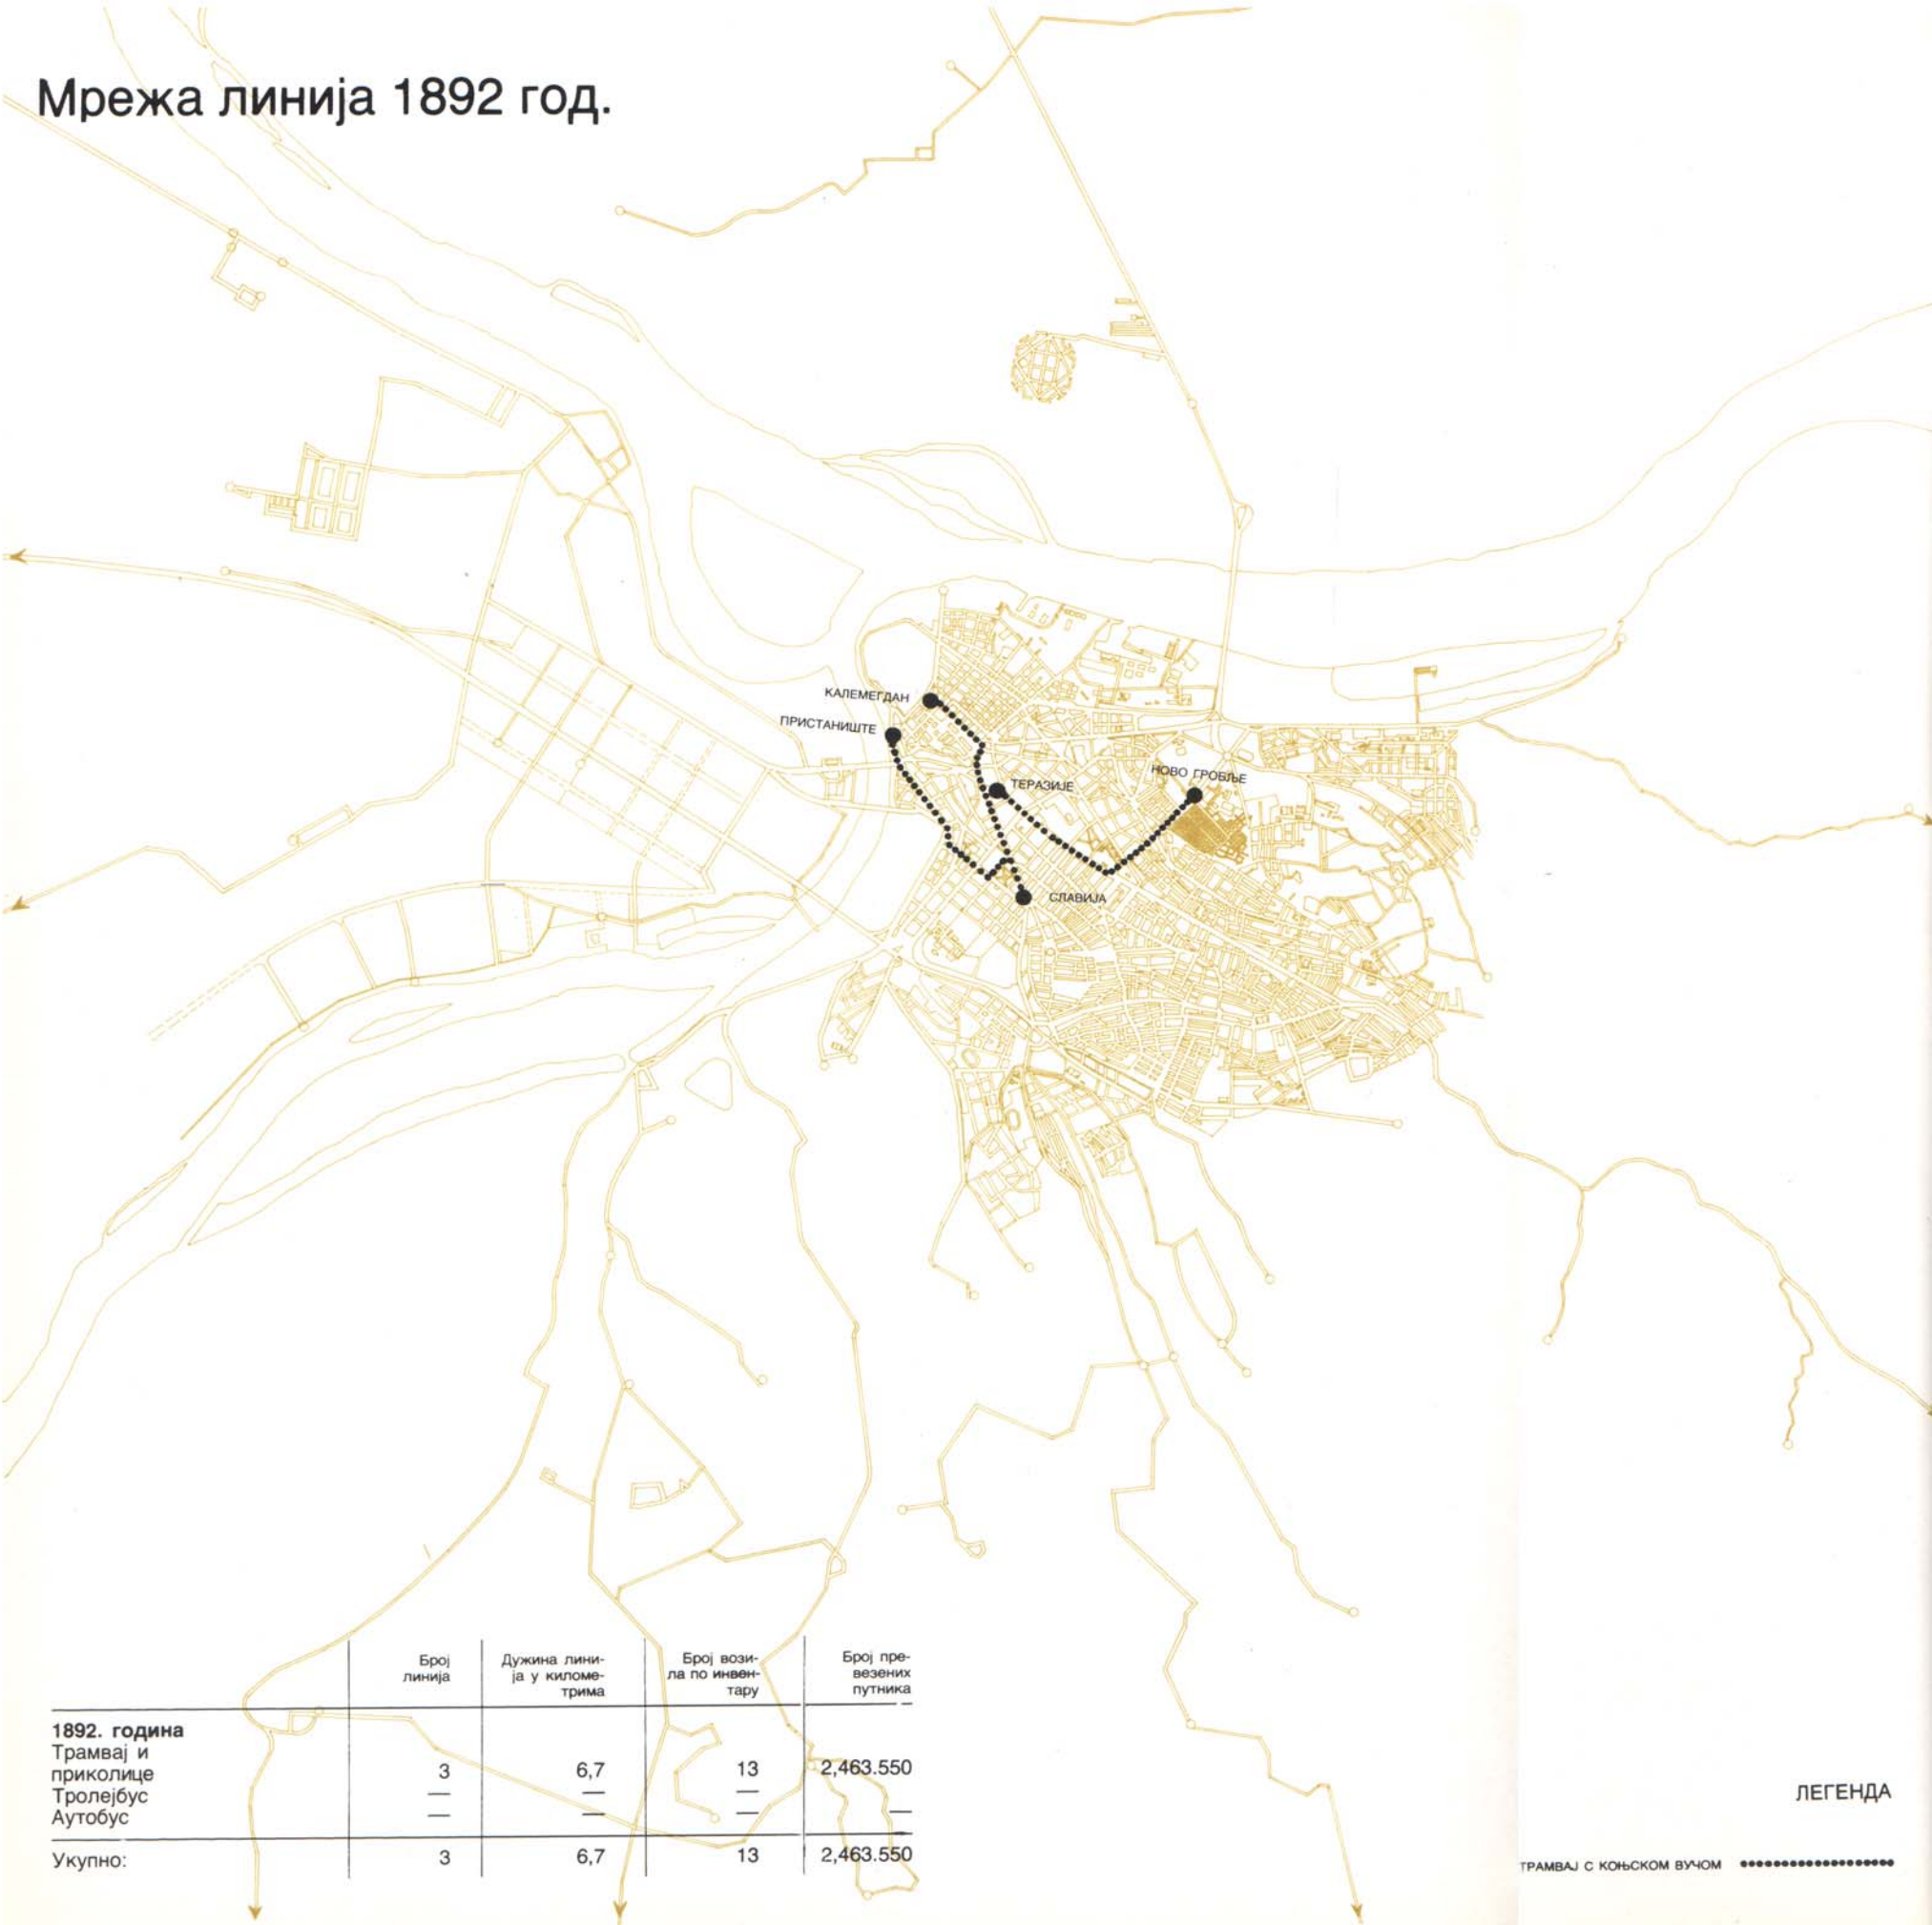 Мрежа линија 1892 год.
КАЛЕМЕГДАН
ПРИСТАНИШТЕ
ТЕРАЗИЈЕ
НОВО ГРОБЉЕ
СЛАВИЈА
Број
линија
Дужина лини-
ја у киломе-
трима
Број вози-
ла по инвен-
тару
Број пре-
везених
путника
1892. година
Трамвај и
приколице 3 6,7 13 2,463.550
Тролејбус — — —
Аутобус — — — —
Укупно: 3 6,7 13 2,463.550
ЛЕГЕНДА
ТРАМВАЈ С КОЊСКОМ ВУЧОМ